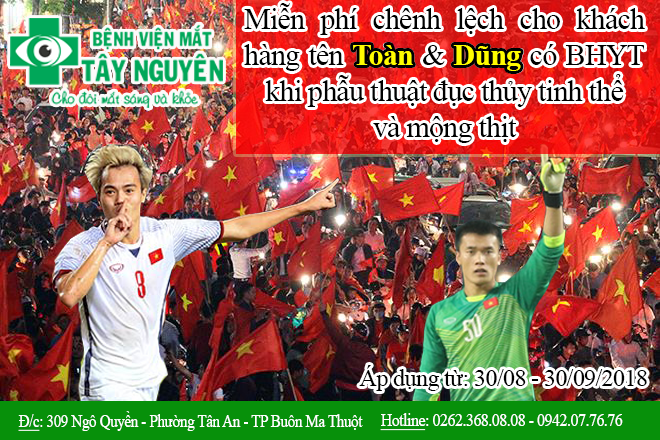 BỆNH VIỆN MẮT
TÂY NGUYÊN
Cho đôi mắt sáng và khỏe
Miễn phí chênh lệch cho khách
hàng tên Toàn & Dũng có BHYT
khi phẫu thuật đục thủy tinh thể
và mộng thịt
8
30
Áp dụng từ: 30/08 - 30/09/2018
Đ/c: 309 Ngô Quyền - Phường Tân An - TP Buôn Ma Thuột
Hotline: 0262.368.08.08 - 0942.07.76.76